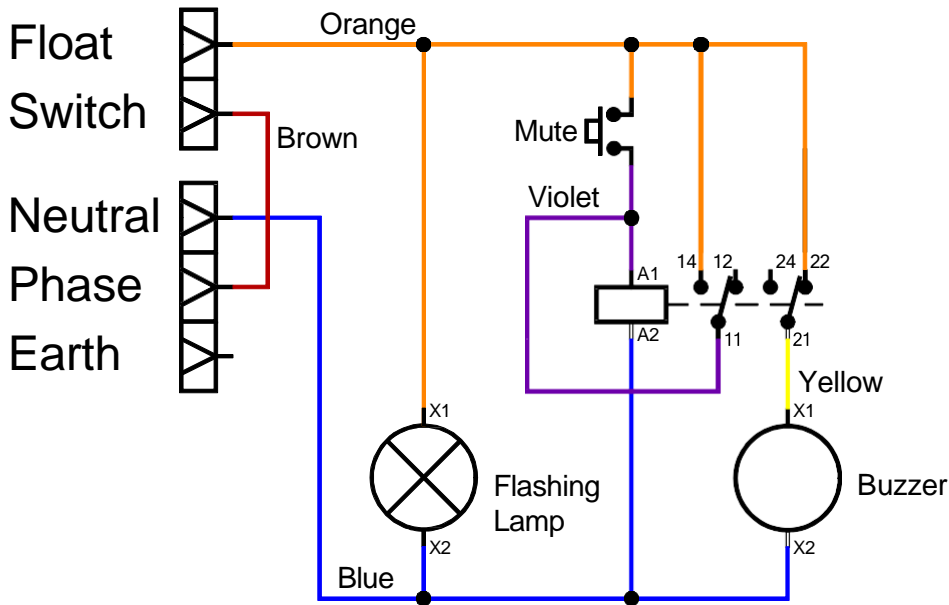 Float
Orange
Switch
Brown
Mute
Violet
Neutral
Phase
Earth
A1
14
12
24
22
A2
11
21
Yellow
X1
X1
Flashing
Lamp
Buzzer
X2
X2
Blue